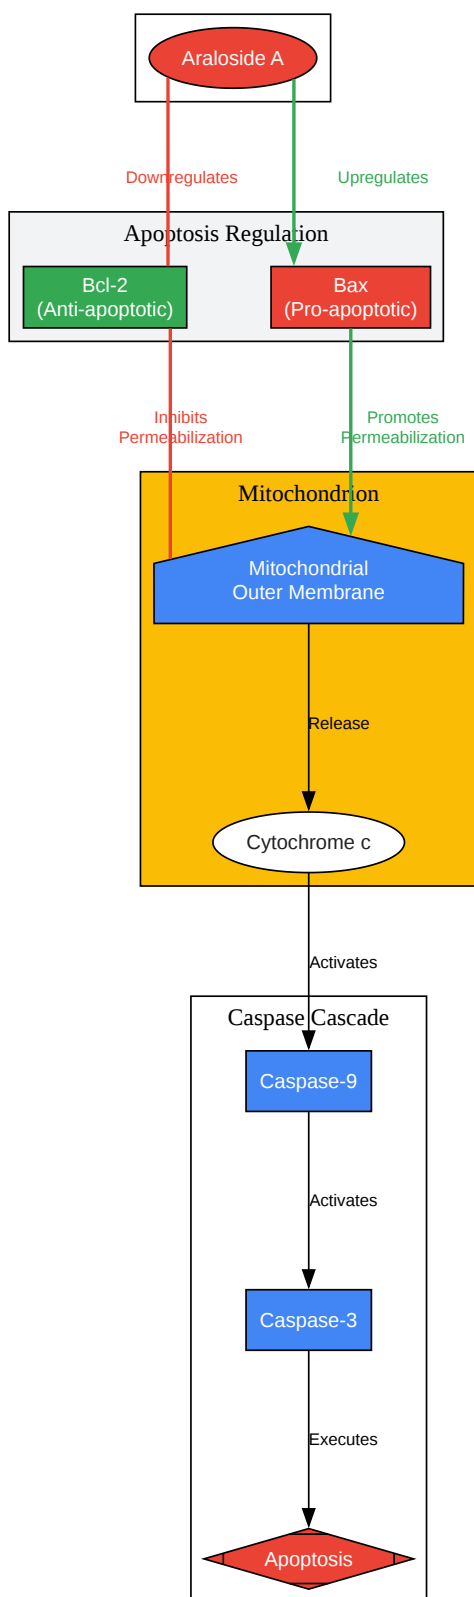 Araloside A
Downregulates
Upregulates
Apoptosis Regulation
Bcl-2
(Anti-apoptotic)
Bax
(Pro-apoptotic)
Inhibits
Permeabilization
Promotes
Permeabilization
Mitochondrion
Mitochondrial
Outer Membrane
Release
Cytochrome c
Activates
Caspase Cascade
Caspase-9
Activates
Caspase-3
Executes
Apoptosis